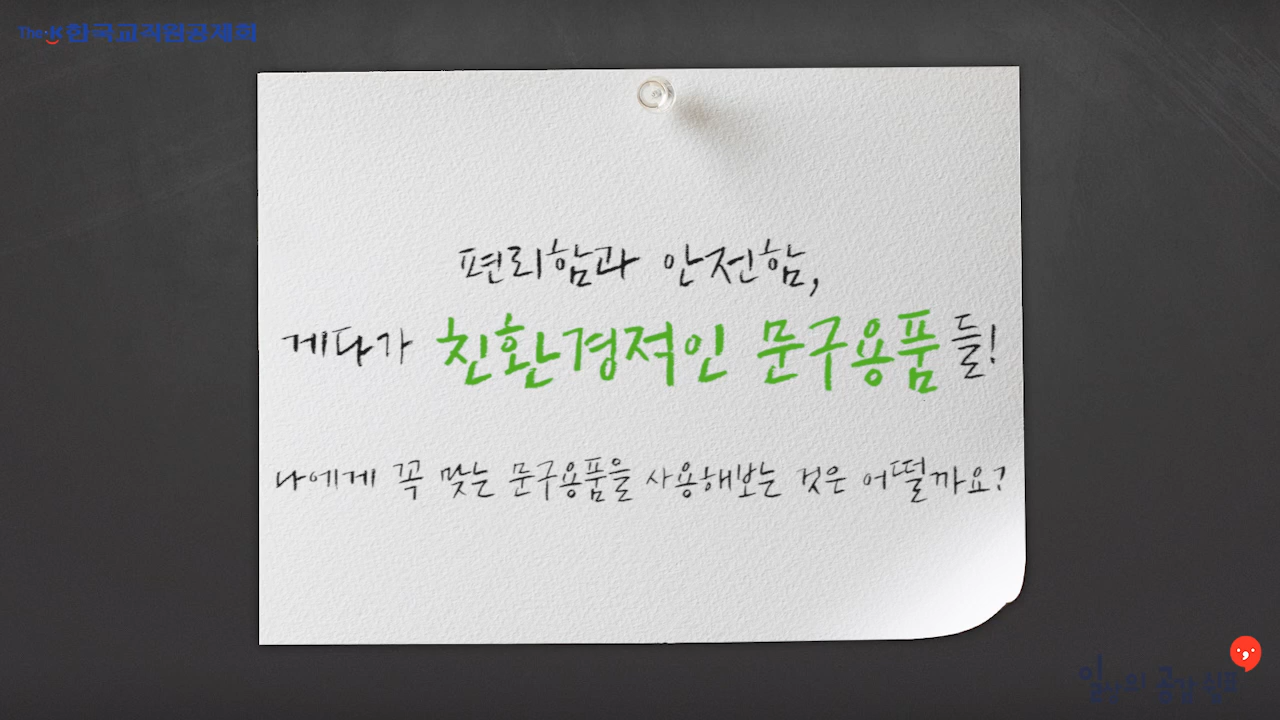 The-K 한국교직원공제회
편리함과 안전함,
게다가 친환경적인 문구용품들!
나에게 꼭 맞는 문구용품을 사용해보는 것은 어떨까요?